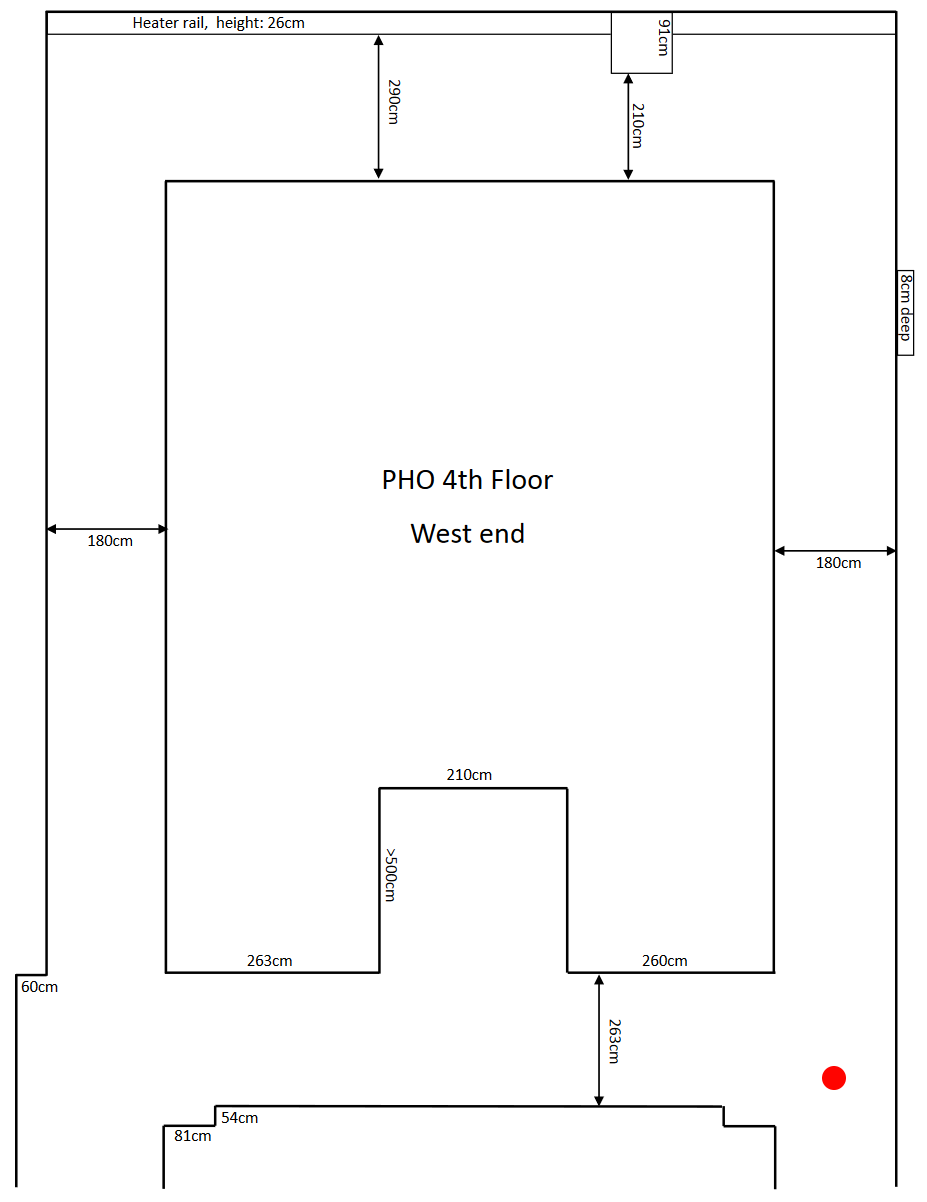 Heater rail,  height: 26cm
91cm
290cm
210cm
8cm deep
PHO 4th Floor
West end
180cm
180cm
210cm
>500cm
263cm
260cm
60cm
263cm
54cm
81cm